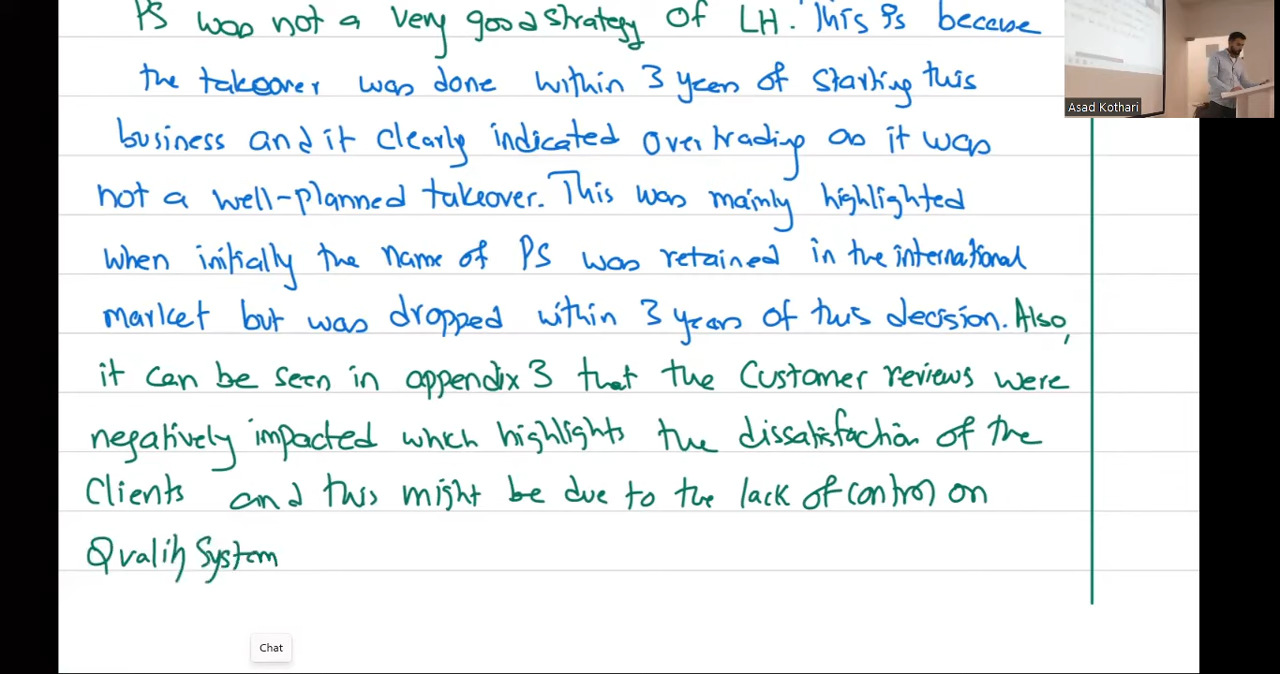 PS was not a very good strategy of LH. This is because
the takeover was done within 3 years of starting this
business and it clearly indicated overtrading as it was
not a well-planned takeover. This was mainly highlighted
when initially the name of PS was retained in the international
market but was dropped within 3 years of this decision. Also,
it can be seen in appendix 3 that the customer reviews were
negatively impacted which highlights the dissatisfaction of the
Clients and this might be due to the lack of control on
Quality System
Asad Kothari
Chat